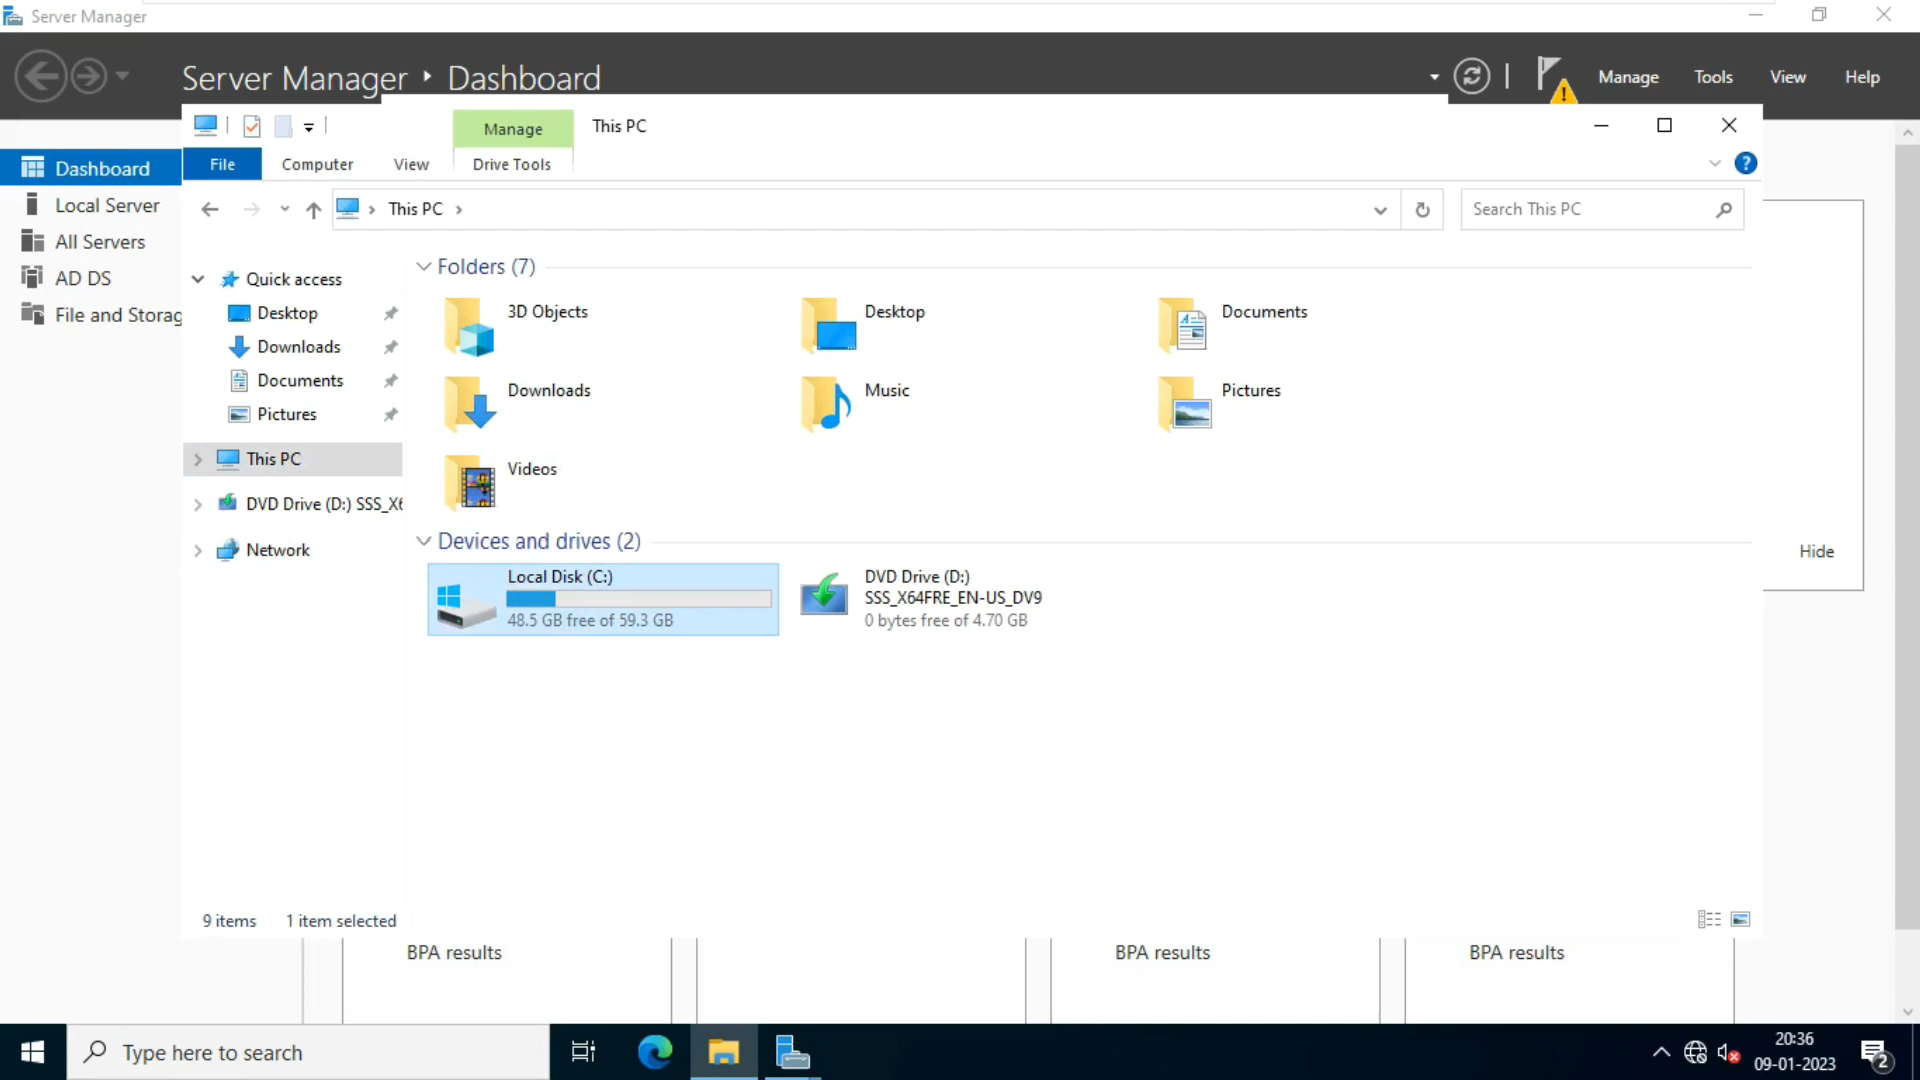 Server Manager
Server Manager ‣ Dashboard
Manage Tools View Help
Manage This PC
File Computer View Drive Tools
This PC
Search This PC
Dashboard
Local Server
All Servers
AD DS
File and Storag
Quick access
Desktop
Downloads
Documents
Pictures
This PC
DVD Drive (D:) SSS_X6
Network
Folders (7)
3D Objects
Desktop
Documents
Downloads
Music
Pictures
Videos
Devices and drives (2)
Local Disk (C:)
48.5 GB free of 59.3 GB
DVD Drive (D:)
SSS_X64FRE_EN-US_DV9
0 bytes free of 4.70 GB
Hide
9 items 1 item selected
BPA results
BPA results
BPA results
Type here to search
20:36
09-01-2023
2